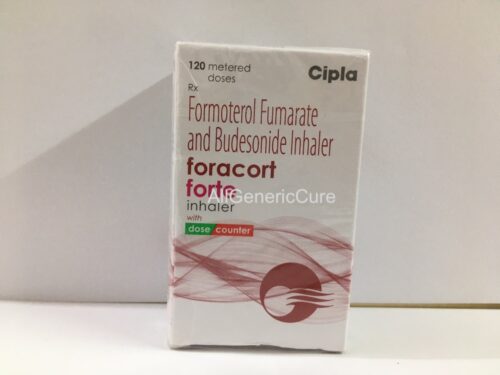 120 metered
doses
Cipla
Rx
Formoterol Fumarate
and Budesonide Inhaler
foracort
forte
AllGenericCure
inhaler
with
dose counter